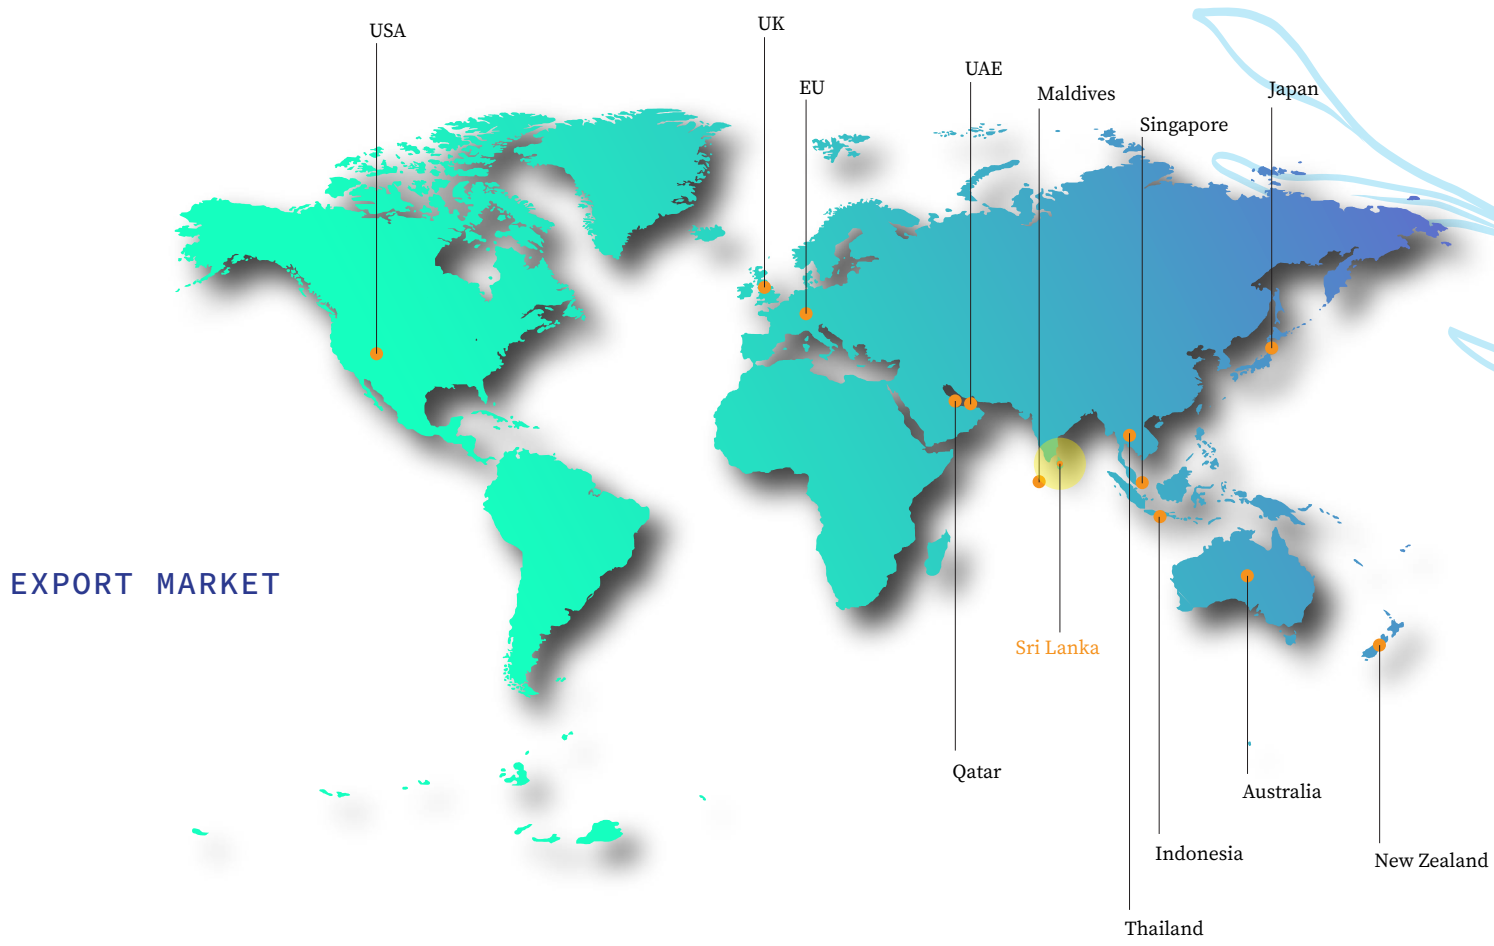 USA
UK
UAE
EU
Japan
Maldives
Singapore
EXPORT MARKET
Sri Lanka
Qatar
Australia
Indonesia
New Zealand
Thailand